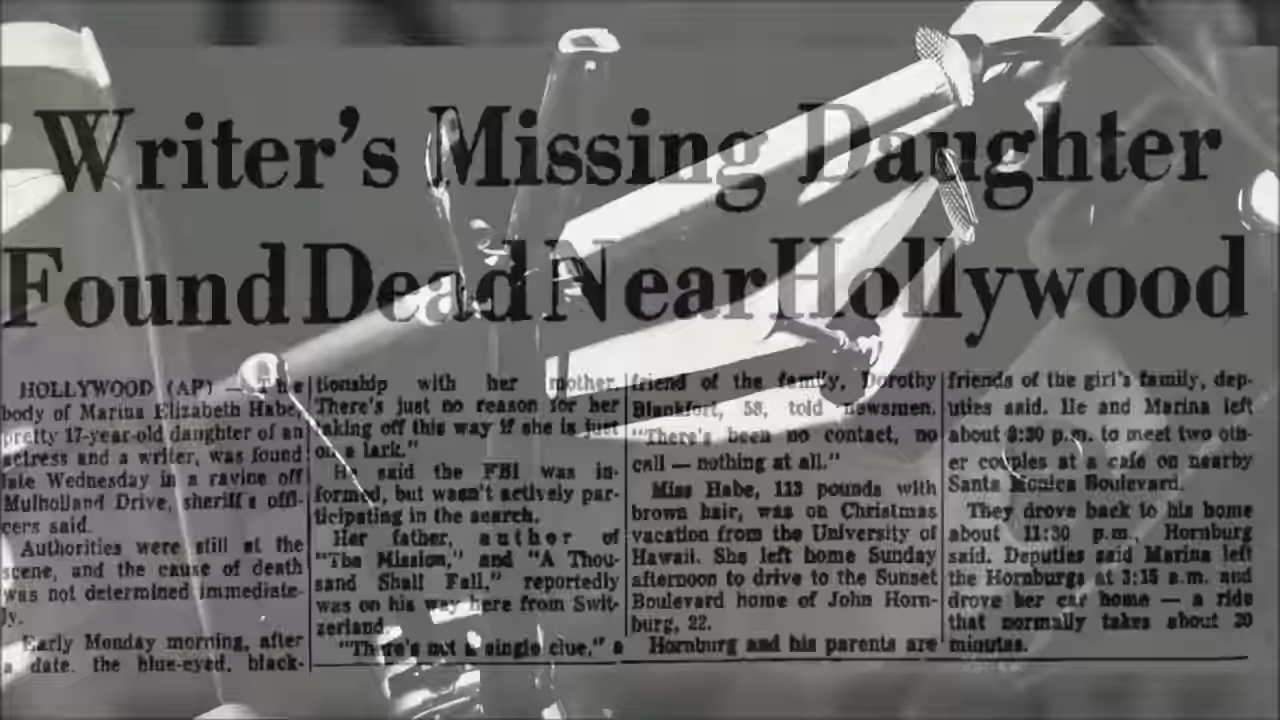 Writer's Missing Daughter
Found Dead Near Hollywood
HOLLYWOOD (AP) — The
body of Marina Elizabeth Habe,
pretty 17-year-old daughter of an
actress and a writer, was found
late Wednesday in a ravine off
Mulholland Drive, sheriff's offi-
cers said.
Authorities were still at the
scene, and the cause of death
was not determined immediate-
ly.
Early Monday morning, after
a date, the blue-eyed, black-
tionship with her mother.
There's just no reason for her
taking off this way if she is just
on a lark."
He said the FBI was in-
formed, but wasn't actively par-
ticipating in the search.
Her father, author of
"The Mission," and "A Thou-
sand Shall Fall," reportedly
was on his way here from Swit-
zerland.
"There's not a single clue," a
friend of the family, Dorothy
Blankfort, 58, told newsmen.
"There's been no contact, no
call — nothing at all."
Miss Habe, 113 pounds with
brown hair, was on Christmas
vacation from the University of
Hawaii. She left home Sunday
afternoon to drive to the Sunset
Boulevard home of John Horn-
burg, 22.
Hornburg and his parents are
friends of the girl's family, dep-
uties said. He and Marina left
about 8:30 p.m. to meet two oth-
er couples at a cafe on nearby
Santa Monica Boulevard.
They drove back to his home
about 11:30 p.m., Hornburg
said. Deputies said Marina left
the Hornburgs at 3:15 a.m. and
drove her car home — a ride
that normally takes about 20
minutes.